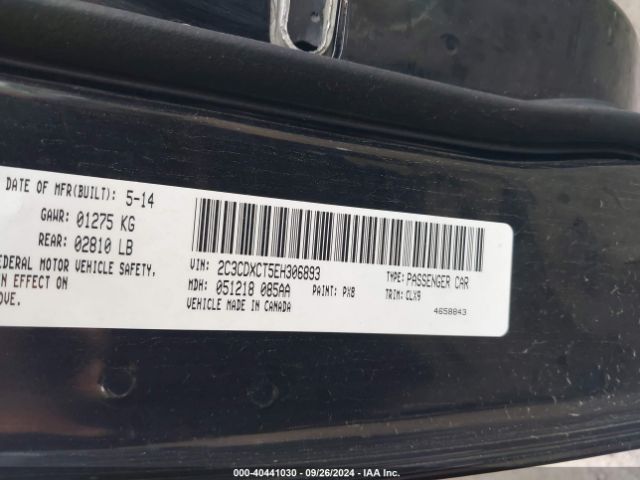 DATE OF MFR(BUILT): 5-14
GAWR: 01275 KG
REAR: 02810 LB
EDERAL MOTOR VEHICLE SAFETY,
IN EFFECT ON
OVE.
VIN: 2C3CDXCT5EH306893
TYPE: PASSENGER CAR
MDH: 051218 085AA
PAINT: PX8
TRIM: CLX9
VEHICLE MADE IN CANADA
4658843
000-40441030 - 09/26/2024 - IAA Inc.